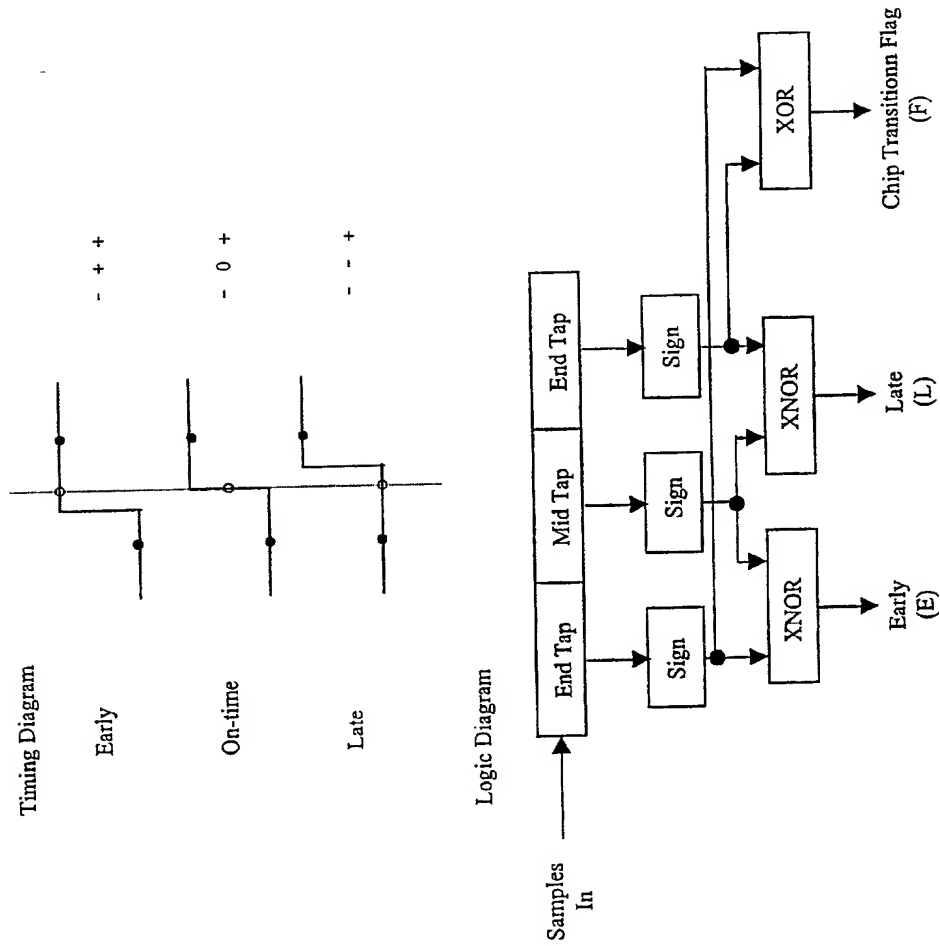 Timing Diagram
Early
- + +
On-time
- 0 +
Late
- - +
Logic Diagram
Samples
In
End Tap
Mid Tap
End Tap
Sign
Sign
Sign
XNOR
XNOR
XOR
Early
(E)
Late
(L)
Chip Transitionn Flag
(F)